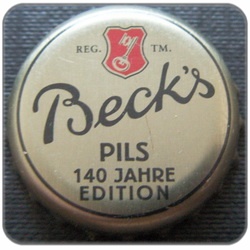 REG. TM.
Beck's
PILS
140 JAHRE
EDITION